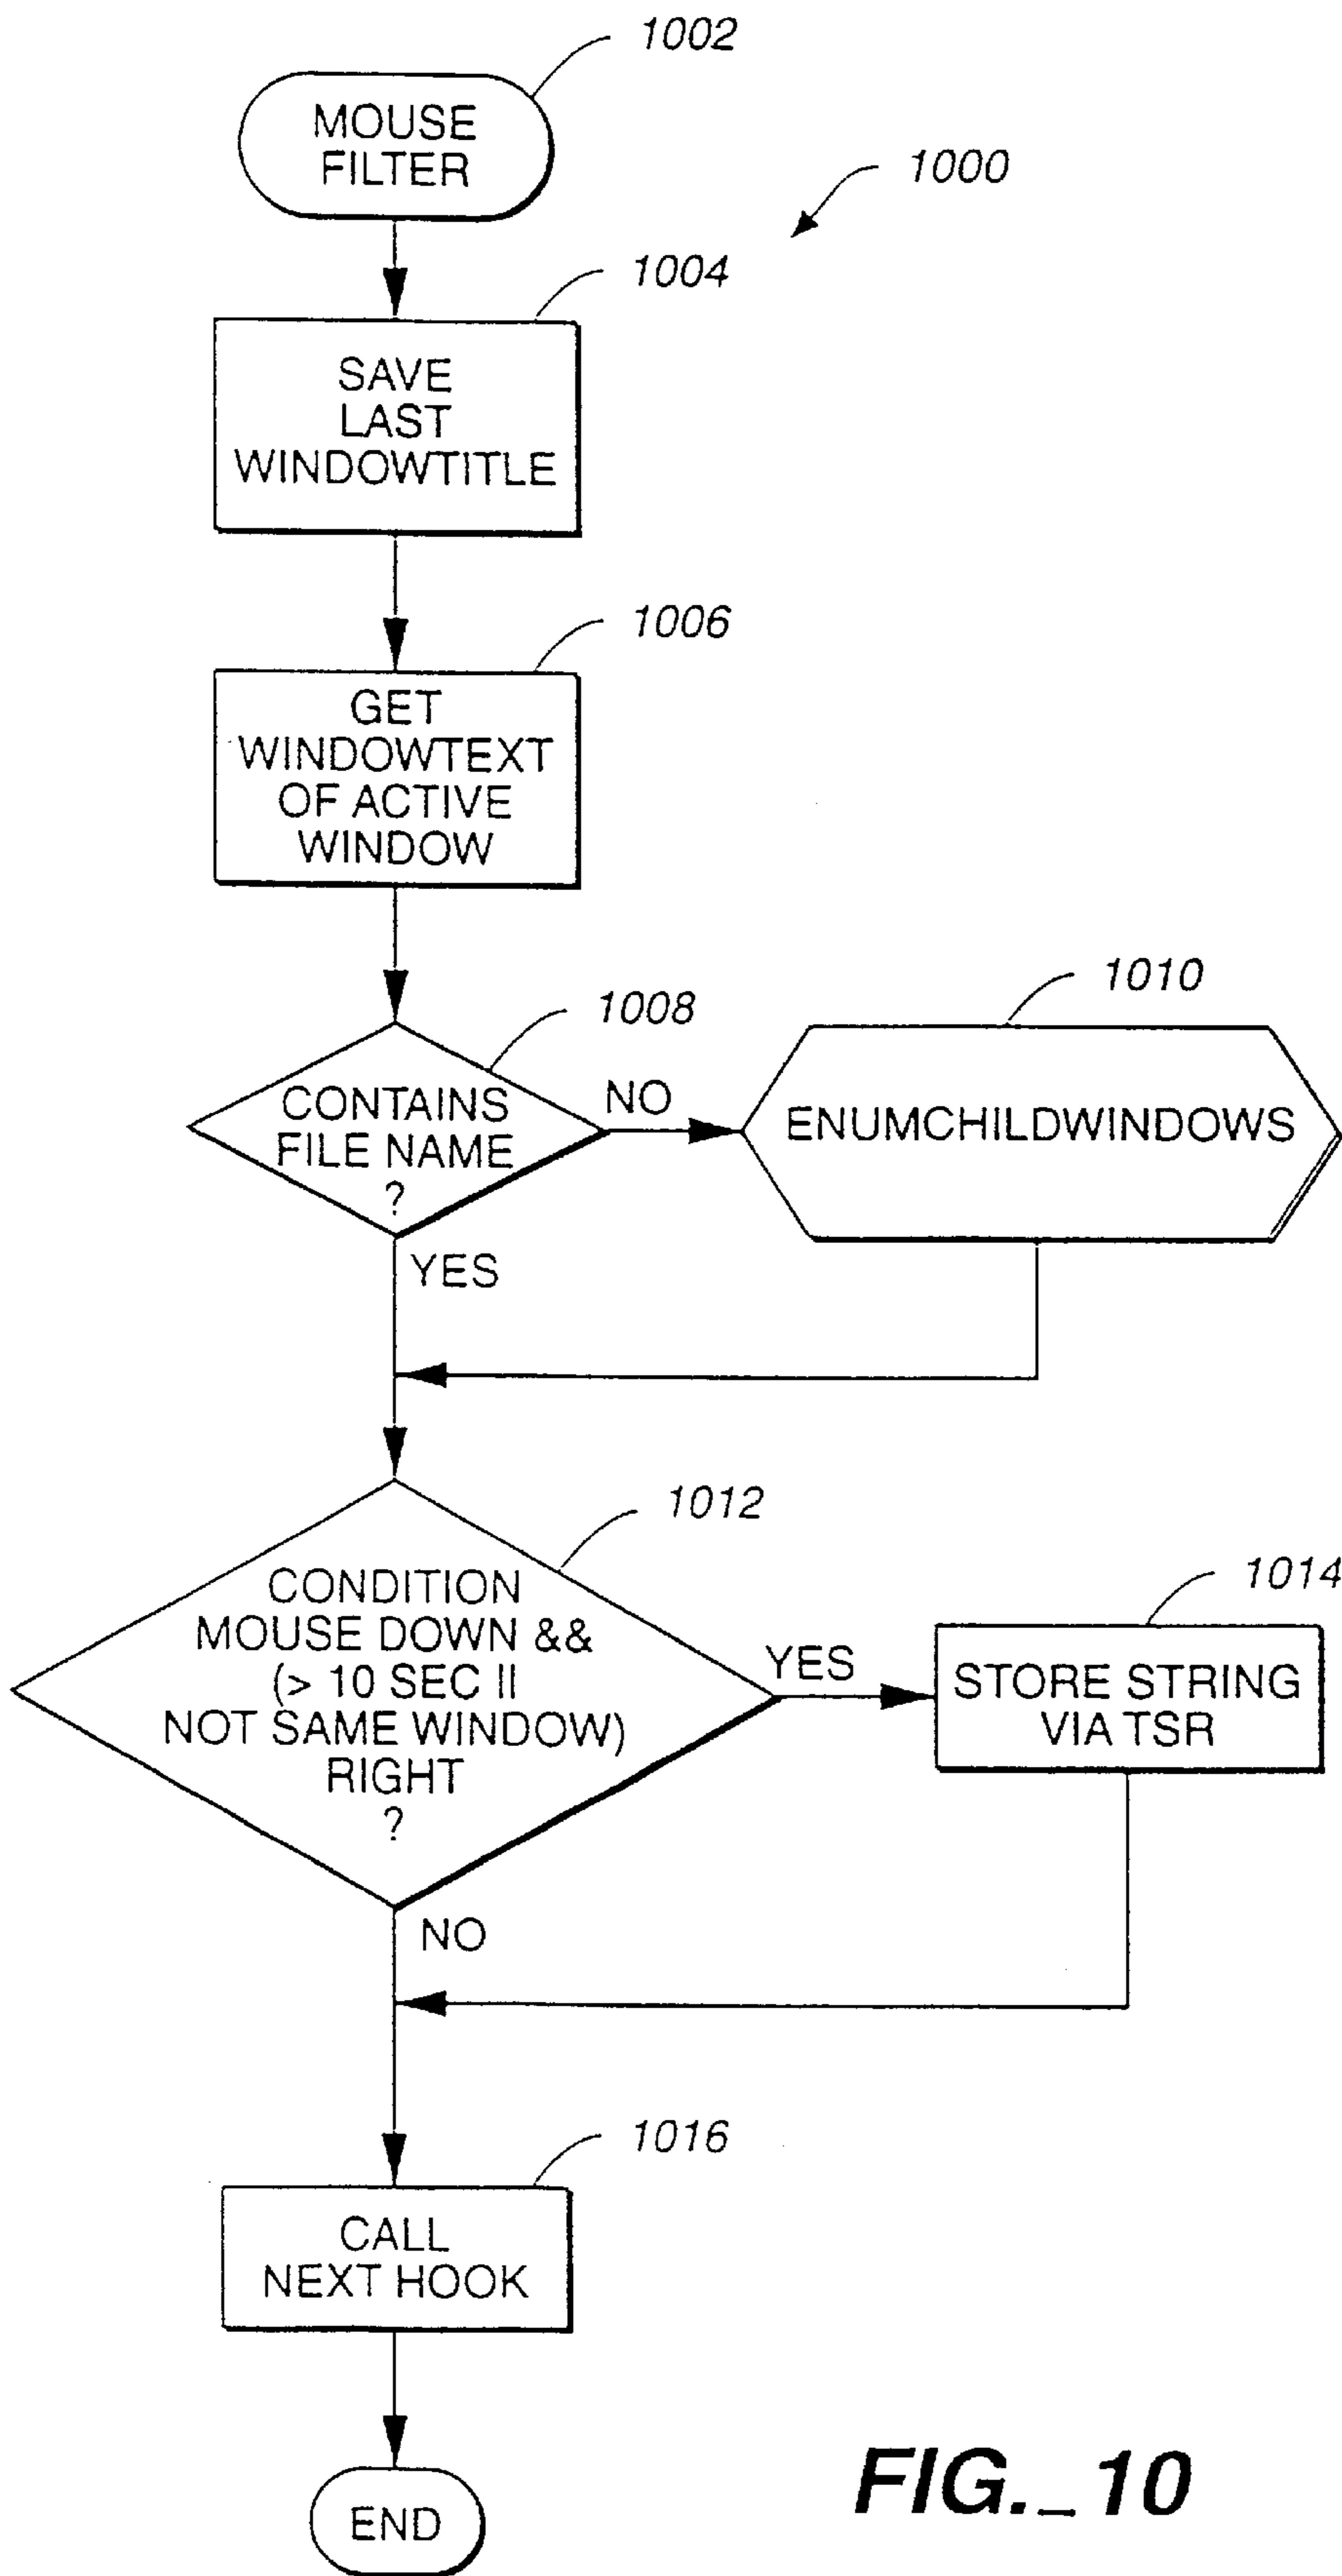 1002
MOUSE
FILTER
1000
1004
SAVE
LAST
WINDOWTITLE
1006
GET
WINDOWTEXT
OF ACTIVE
WINDOW
1008
1010
CONTAINS
FILE NAME
?
NO
ENUMCHILDWINDOWS
YES
1012
CONDITION
MOUSE DOWN &&
(> 10 SEC II
NOT SAME WINDOW)
RIGHT
?
YES
1014
STORE STRING
VIA TSR
NO
1016
CALL
NEXT HOOK
END
FIG._10